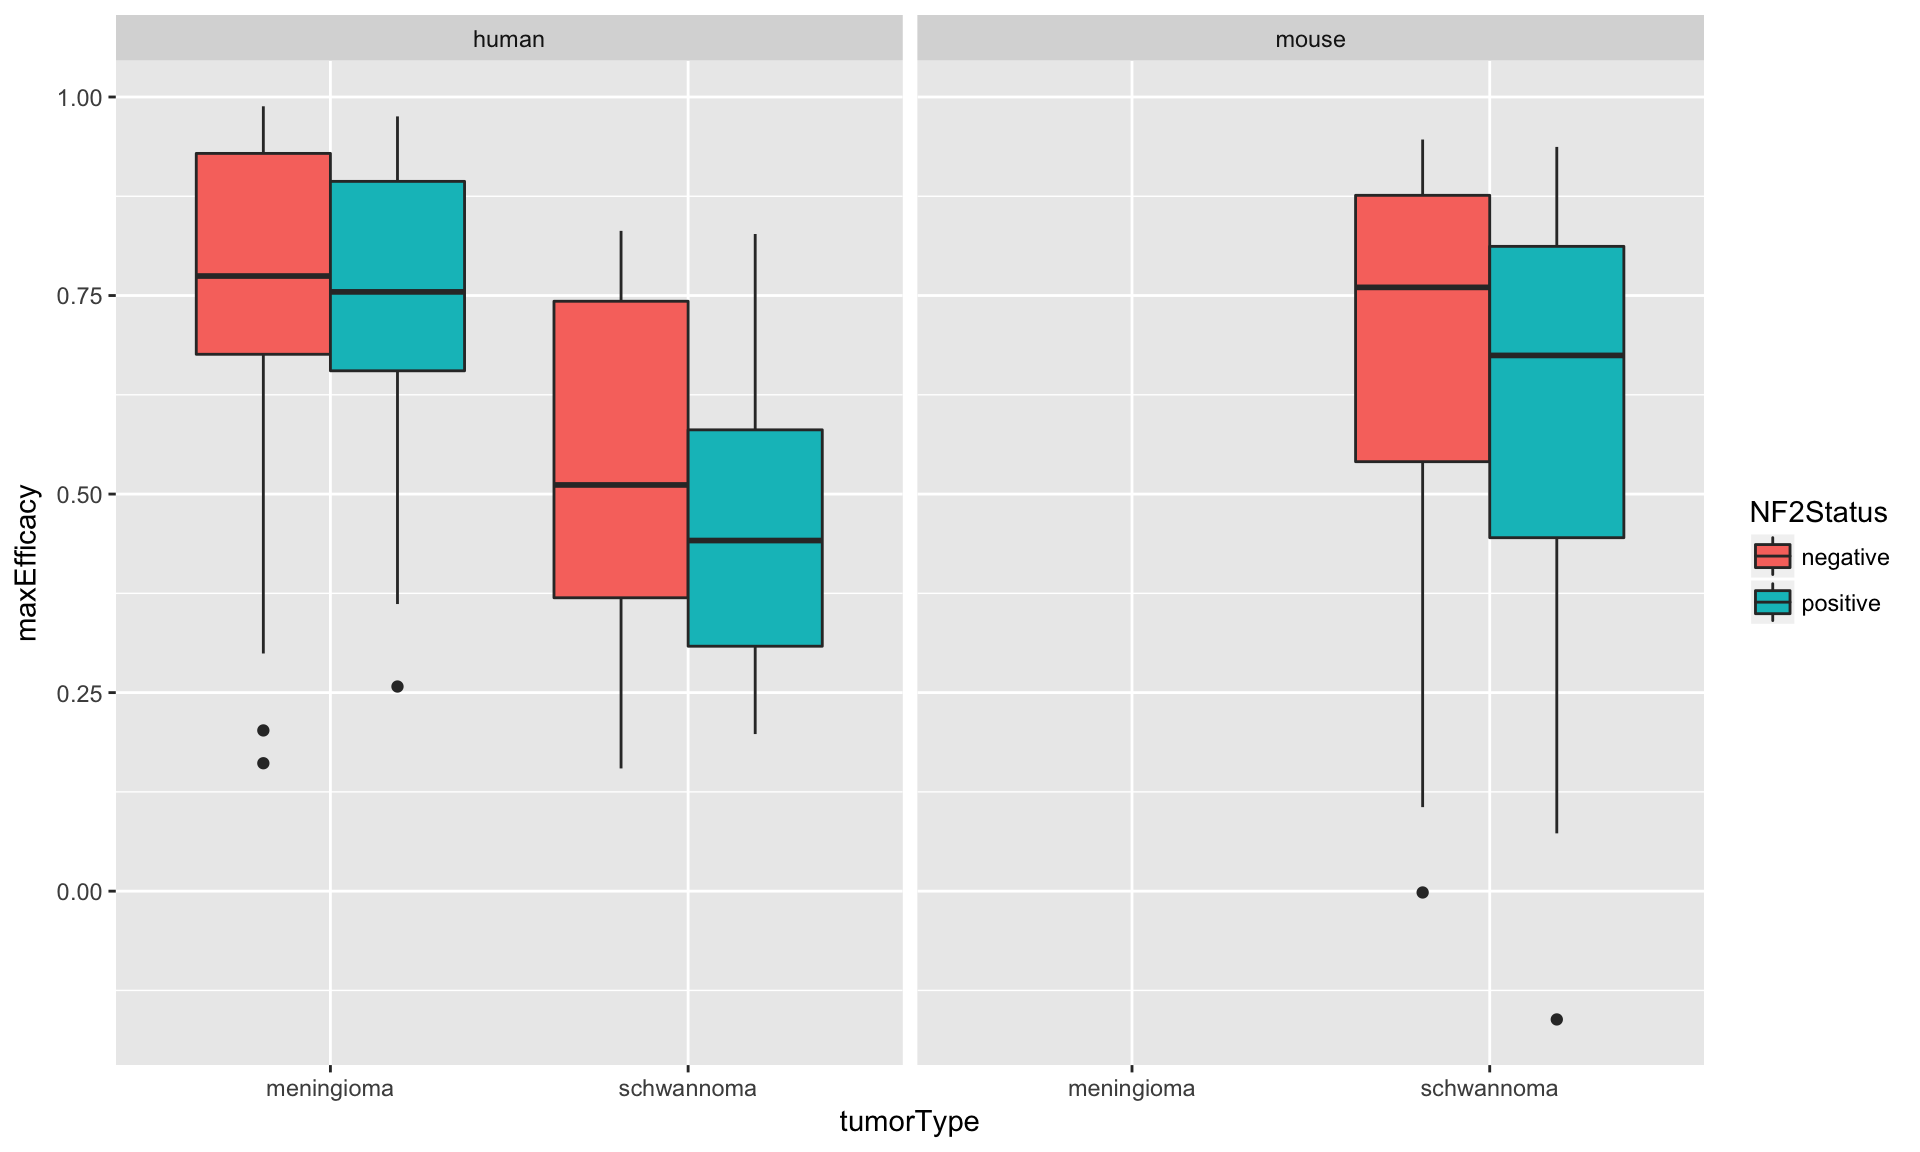 human
mouse
maxEfficacy
1.00
0.75
0.50
0.25
0.00
meningioma
schwannoma
meningioma
schwannoma
tumorType
NF2Status
negative
positive